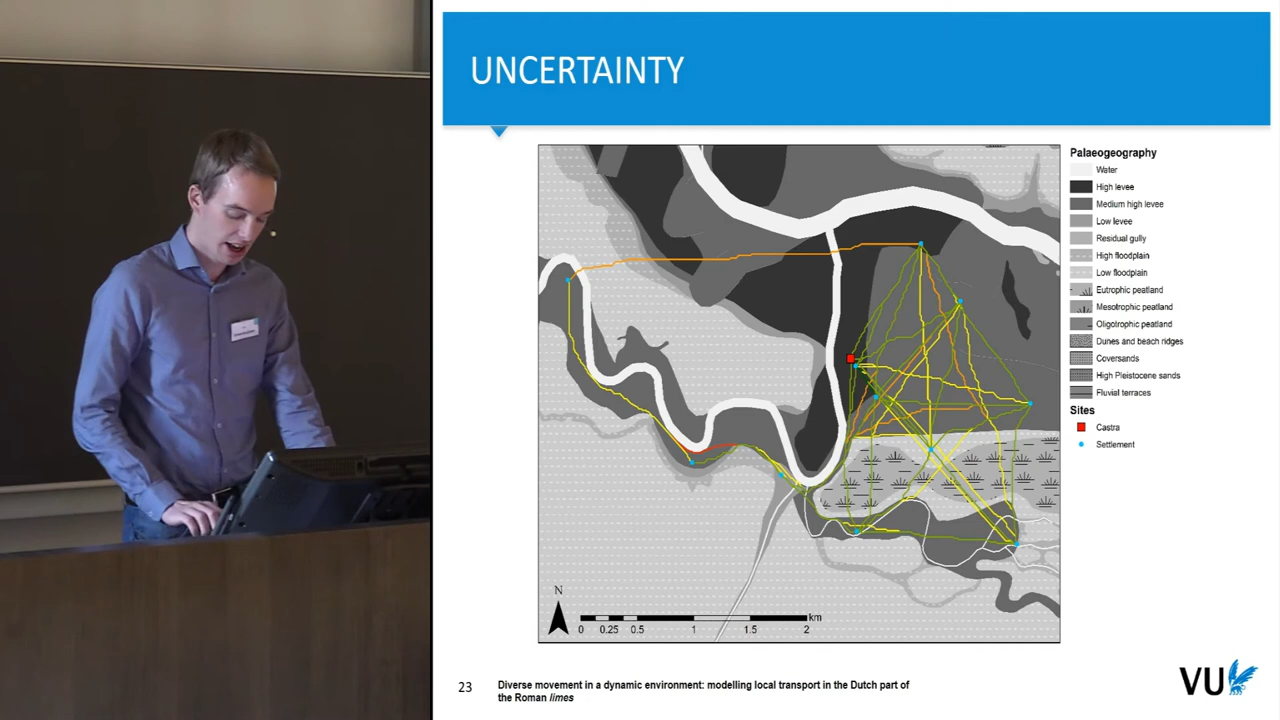 UNCERTAINTY
Palaeogeography
Water
High levee
Medium high levee
Low levee
Residual gully
High floodplain
Low floodplain
Eutrophic peatland
Mesotrophic peatland
Oligotrophic peatland
Dunes and beach ridges
Coversands
High Pleistocene sands
Fluvial terraces
Sites
Castra
Settlement
N
km
0 0.25 0.5 1 1.5 2
23
Diverse movement in a dynamic environment: modelling local transport in the Dutch part of
the Roman limes
VU